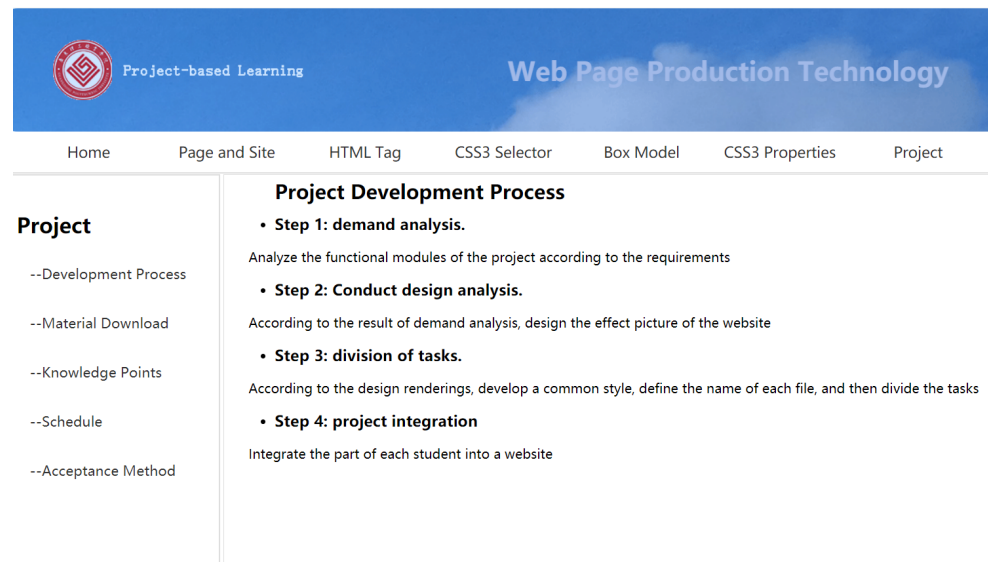 Project-based Learning
Web Page Production Technology
Home Page and Site HTML Tag CSS3 Selector Box Model CSS3 Properties Project
Project
--Development Process
--Material Download
--Knowledge Points
--Schedule
--Acceptance Method
Project Development Process
• Step 1: demand analysis.
Analyze the functional modules of the project according to the requirements
• Step 2: Conduct design analysis.
According to the result of demand analysis, design the effect picture of the website
• Step 3: division of tasks.
According to the design renderings, develop a common style, define the name of each file, and then divide the tasks
• Step 4: project integration
Integrate the part of each student into a website